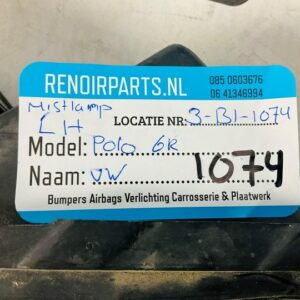 RENOIRPARTS.NL
085 0603676
06 41346994
Mistlamp
LH
LOCATIE NR: 3-B1-1074
Model: Polo 6R
Naam: VW
1074
Bumpers Airbags Verlichting Carrosserie & Plaatwerk